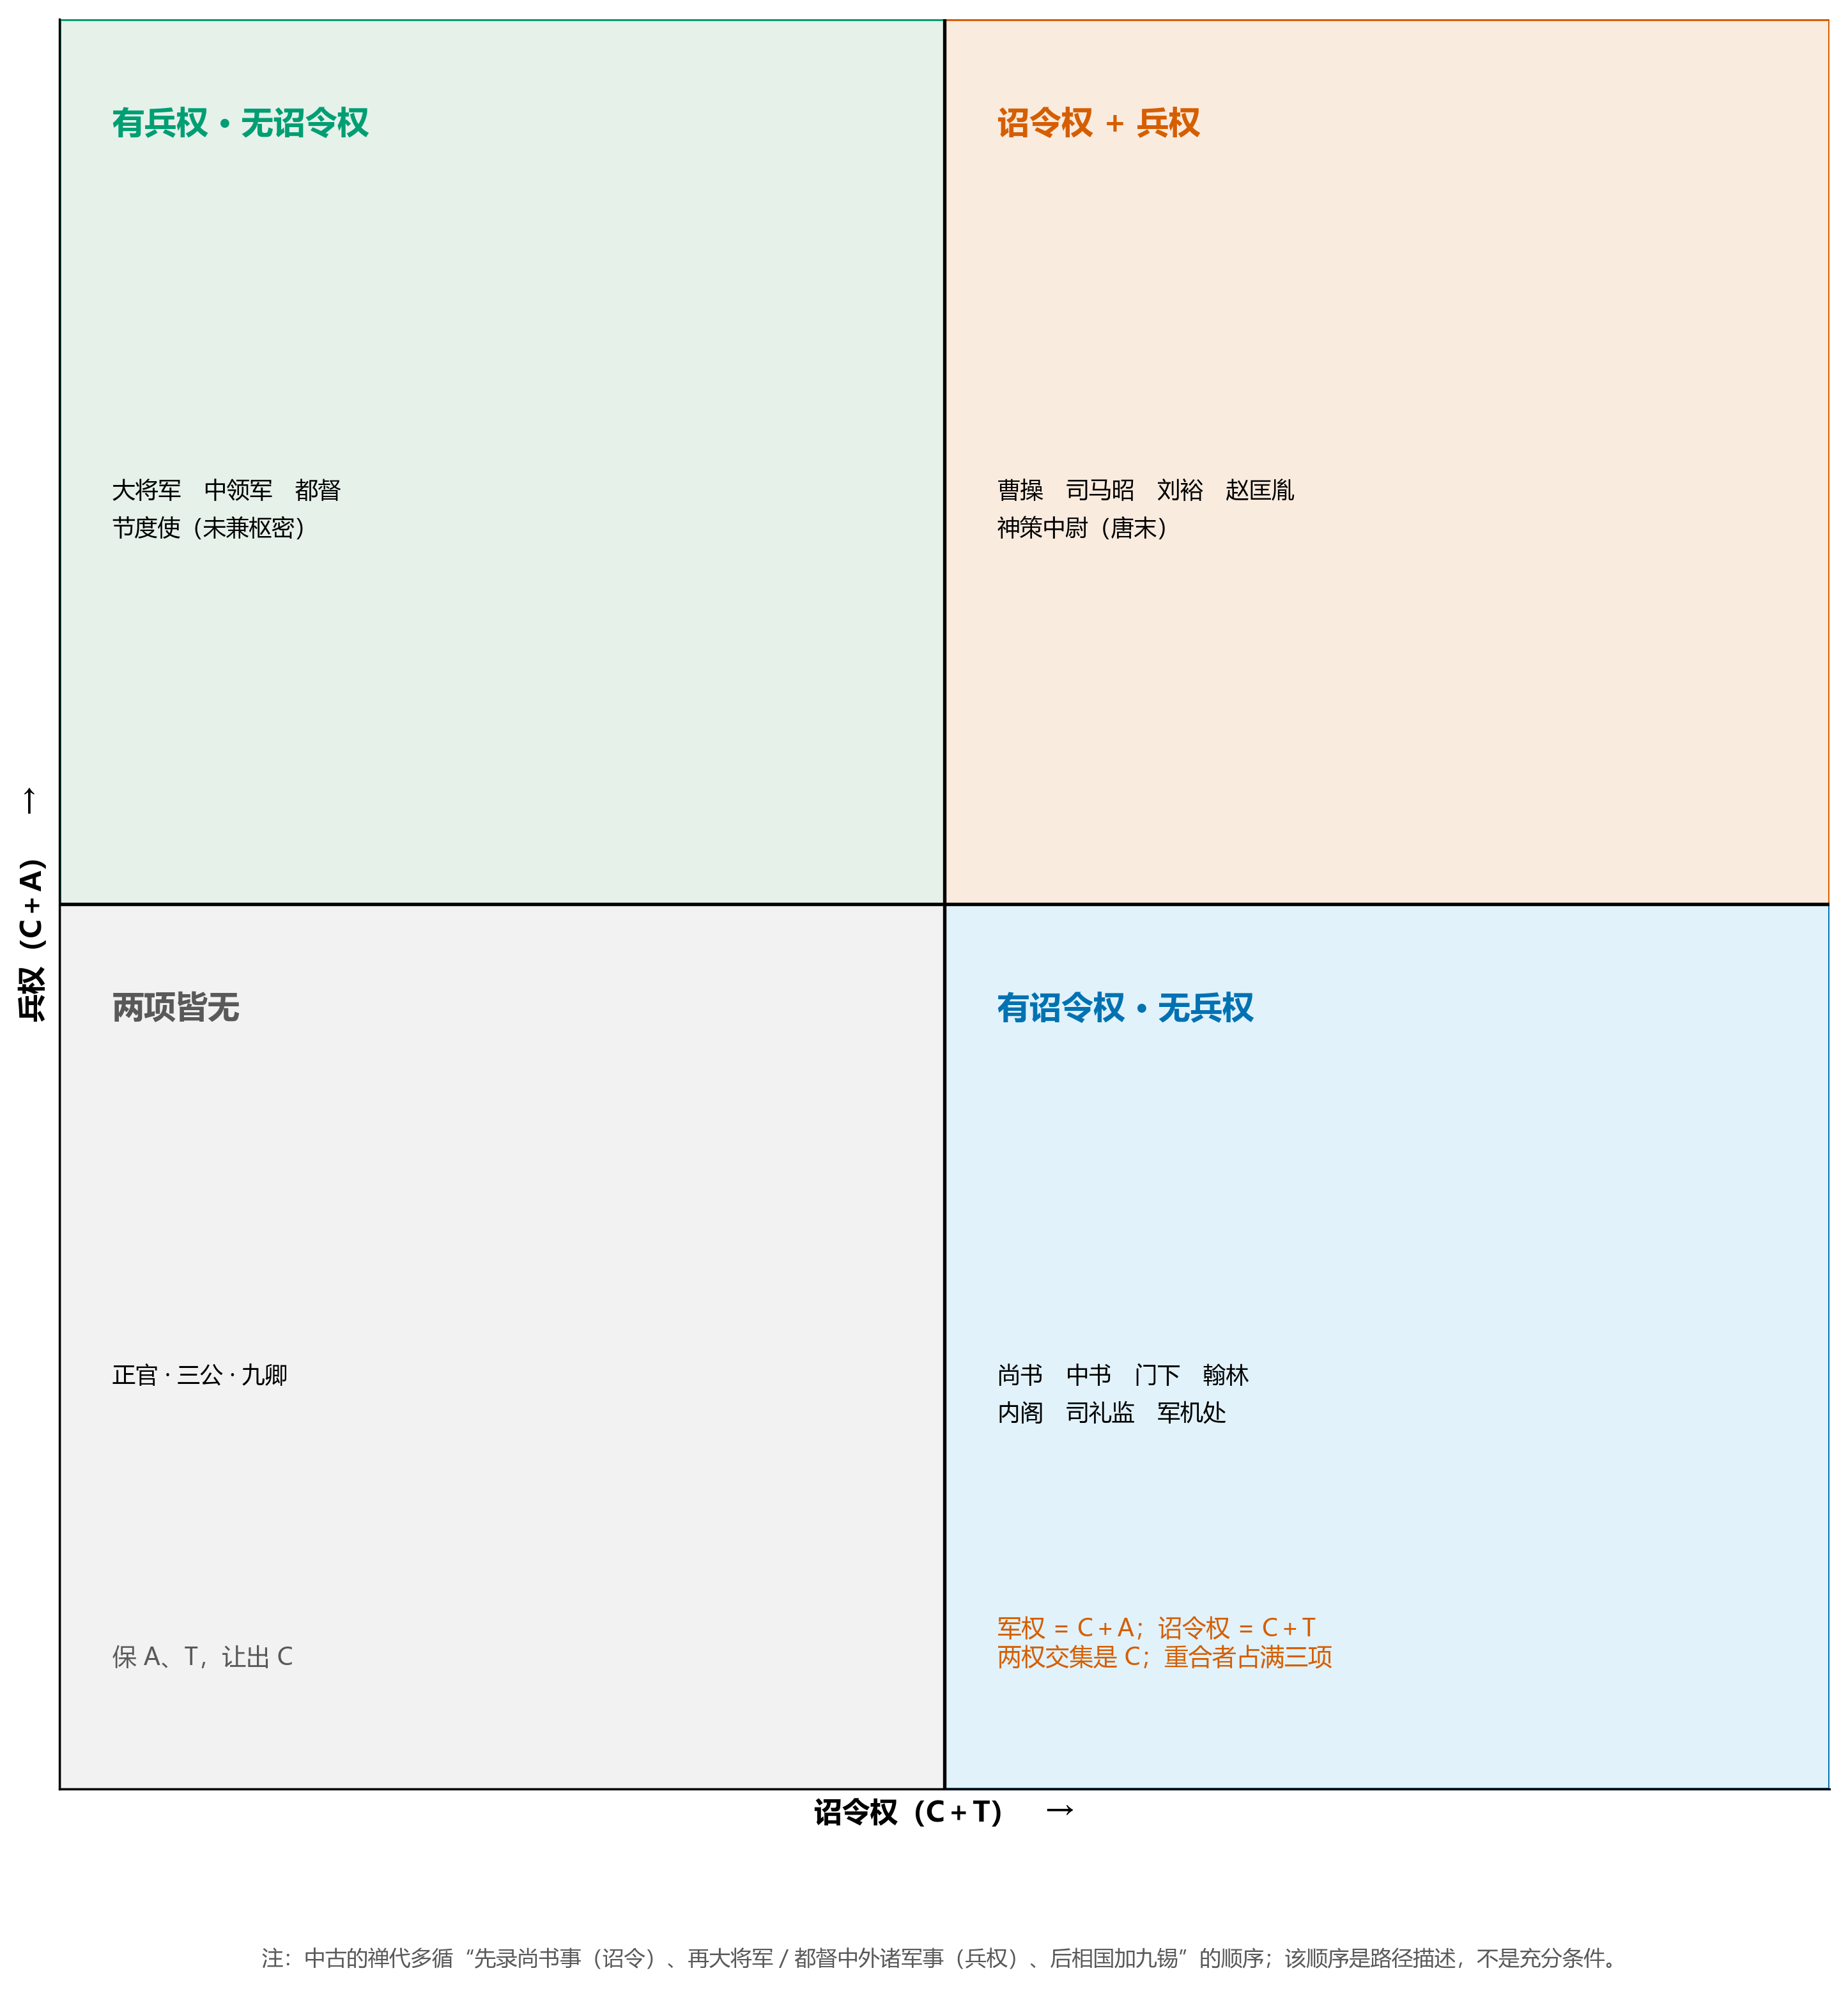 有兵权 · 无诏令权
诏令权 + 兵权
大将军　中领军　都督
节度使（未兼枢密）
曹操　司马昭　刘裕　赵匡胤
神策中尉（唐末）
兵权（C + A）　→
两项皆无
有诏令权 · 无兵权
正官 · 三公 · 九卿
尚书　中书　门下　翰林
内阁　司礼监　军机处
保 A、T，让出 C
军权 = C + A；诏令权 = C + T
两权交集是 C；重合者占满三项
诏令权（C + T）　→
注：中古的禅代多循“先录尚书事（诏令）、再大将军 / 都督中外诸军事（兵权）、后相国加九锡”的顺序；该顺序是路径描述，不是充分条件。